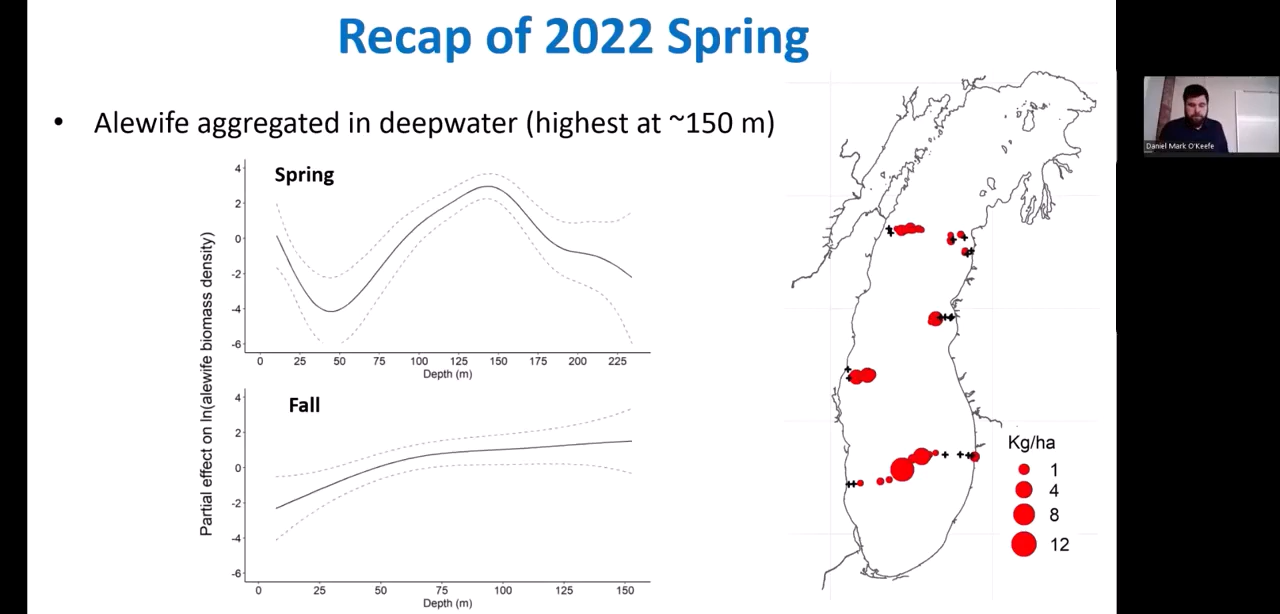 Recap of 2022 Spring
• Alewife aggregated in deepwater (highest at ~150 m)
Partial effect on ln(alewife biomass density)
Spring
4
2
0
-2
-4
-6
0 25 50 75 100 125 150 175 200 225
Depth (m)
Fall
4
2
0
-2
-4
-6
0 25 50 75 100 125 150
Depth (m)
Kg/ha
1
4
8
12
Daniel Mark O'Keefe